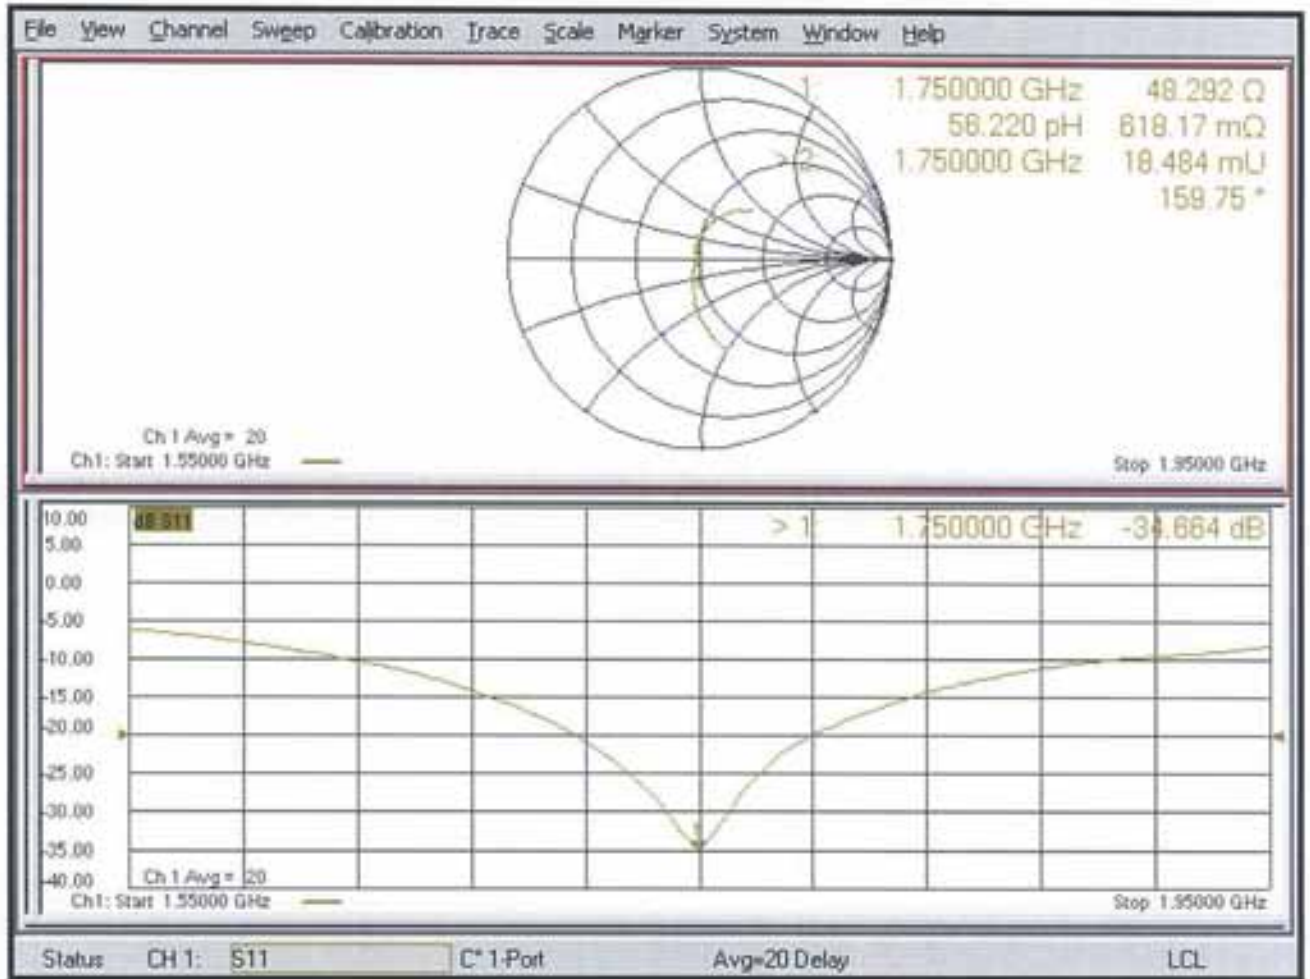 File View Channel Sweep Calibration Trace Scale Marker System Window Help
1: 1.750000 GHz 48.292 Ω
56.220 pH 618.17 mΩ
> 2: 1.750000 GHz 18.484 mU
159.75 °
Ch 1 Avg = 20
Ch1: Start 1.55000 GHz
Stop 1.95000 GHz
10.00 dB S11 > 1: 1.750000 GHz -34.664 dB
5.00
0.00
-5.00
-10.00
-15.00
-20.00
-25.00
-30.00
-35.00
-40.00
1
Ch 1 Avg = 20
Ch1: Start 1.55000 GHz
Stop 1.95000 GHz
Status CH 1: S11 C* 1-Port Avg=20 Delay LCL